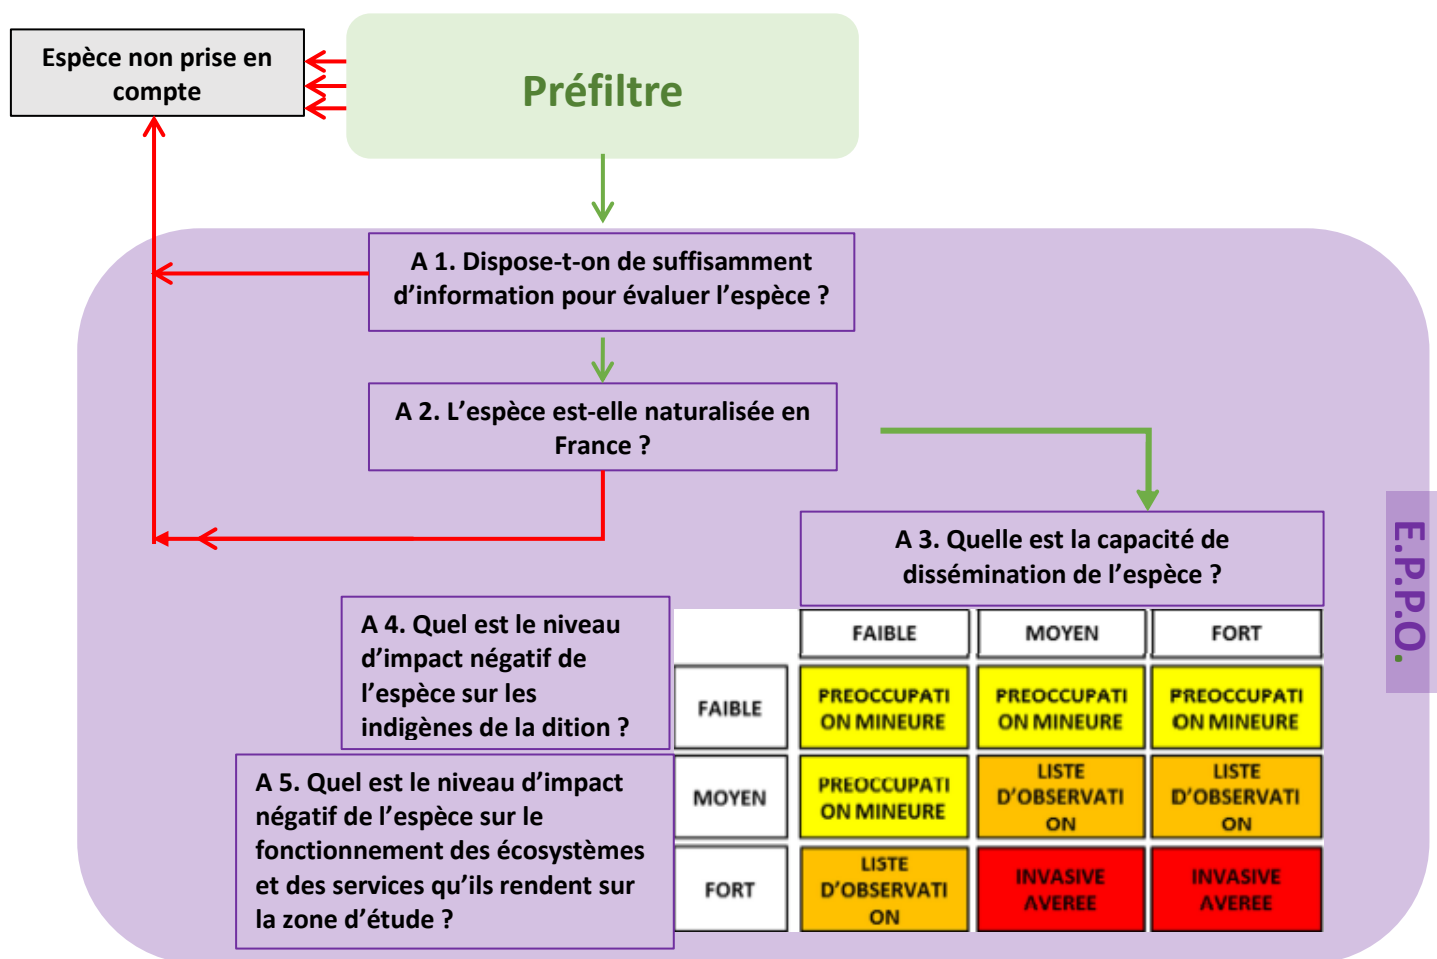 Espèce non prise en
compte
Préfiltre
A 1. Dispose-t-on de suffisamment
d’information pour évaluer l’espèce ?
A 2. L’espèce est-elle naturalisée en
France ?
A 3. Quelle est la capacité de
dissémination de l’espèce ?
E.P.P.O.
A 4. Quel est le niveau
d’impact négatif de
l’espèce sur les
indigènes de la dition ?
A 5. Quel est le niveau d’impact
négatif de l’espèce sur le
fonctionnement des écosystèmes
et des services qu’ils rendent sur
la zone d’étude ?
FAIBLE
MOYEN
FORT
FAIBLE
PREOCCUPATI
ON MINEURE
PREOCCUPATI
ON MINEURE
PREOCCUPATI
ON MINEURE
MOYEN
PREOCCUPATI
ON MINEURE
LISTE
D’OBSERVATI
ON
LISTE
D’OBSERVATI
ON
FORT
LISTE
D’OBSERVATI
ON
INVASIVE
AVEREE
INVASIVE
AVEREE